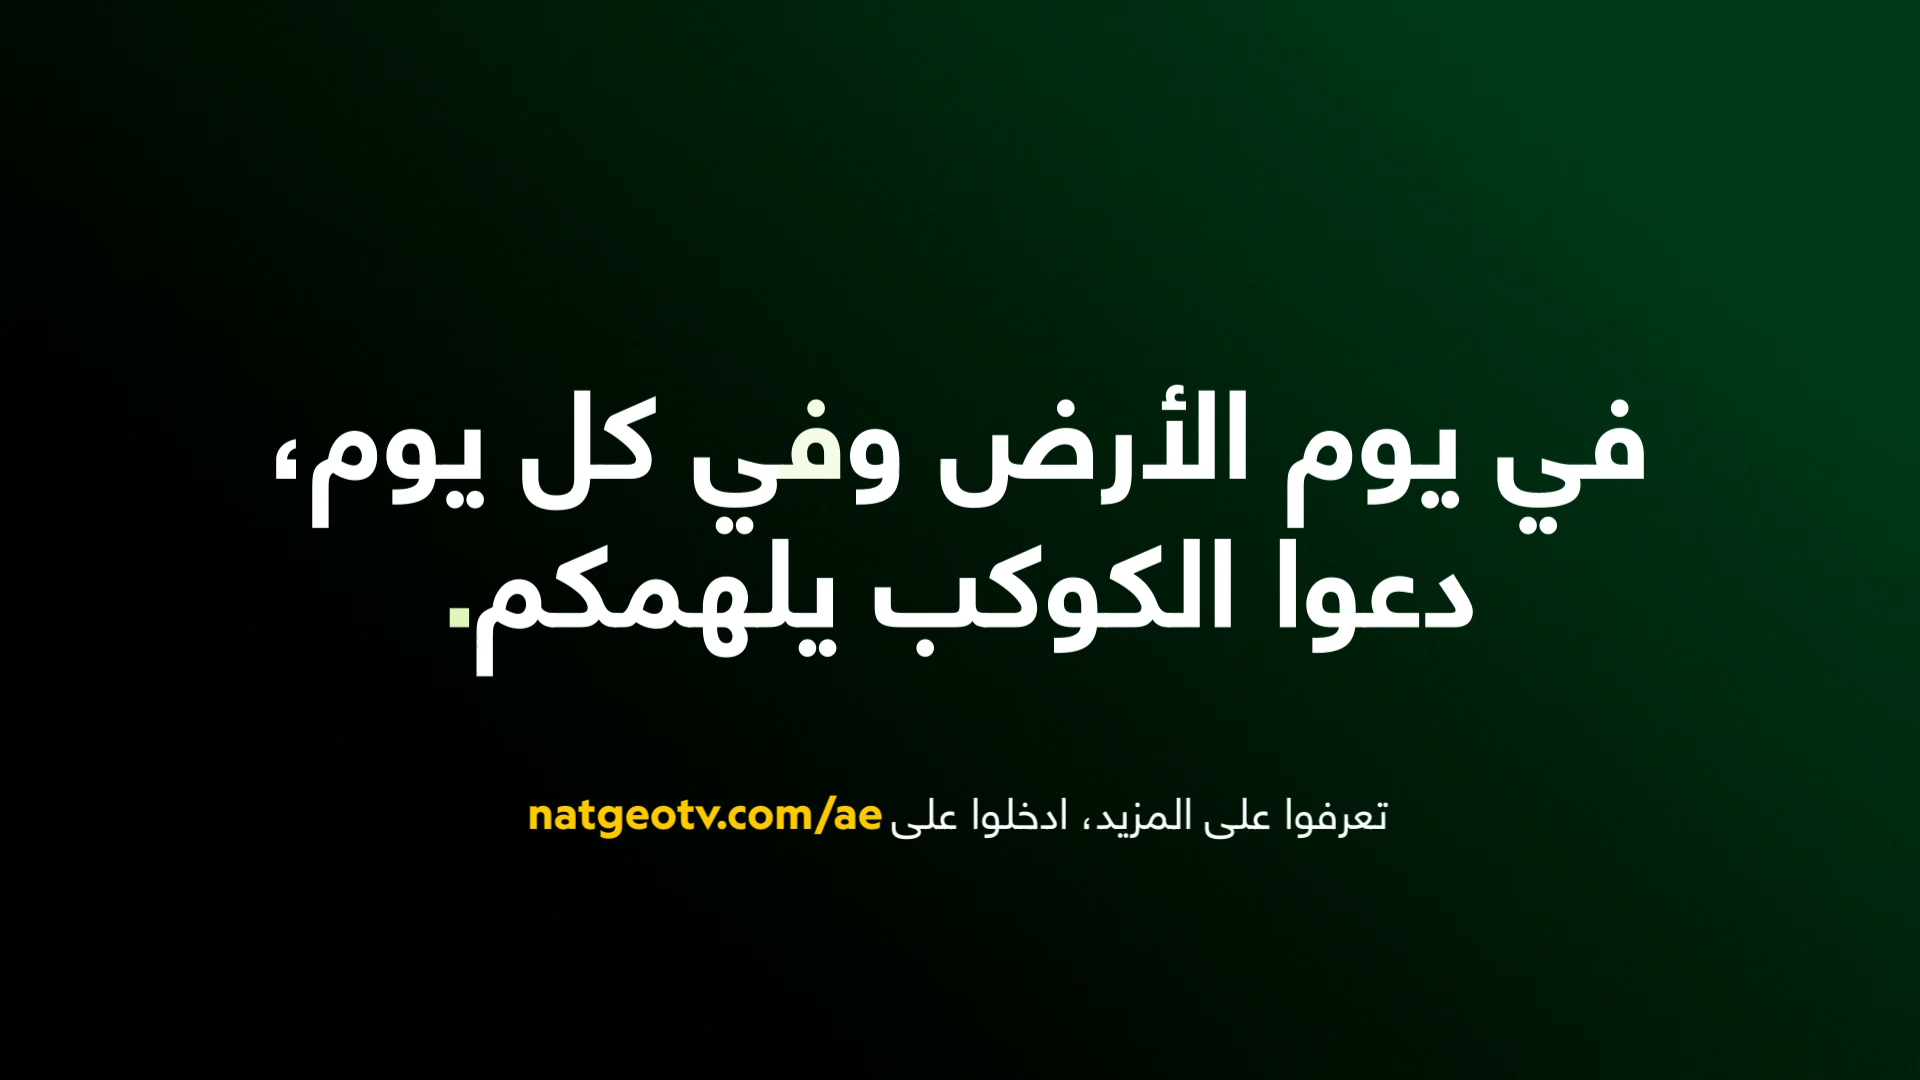 في يوم الأرض وفي كل يوم،
دعوا الكوكب يلهمكم.
تعرفوا على المزيد، ادخلوا على natgeotv.com/ae